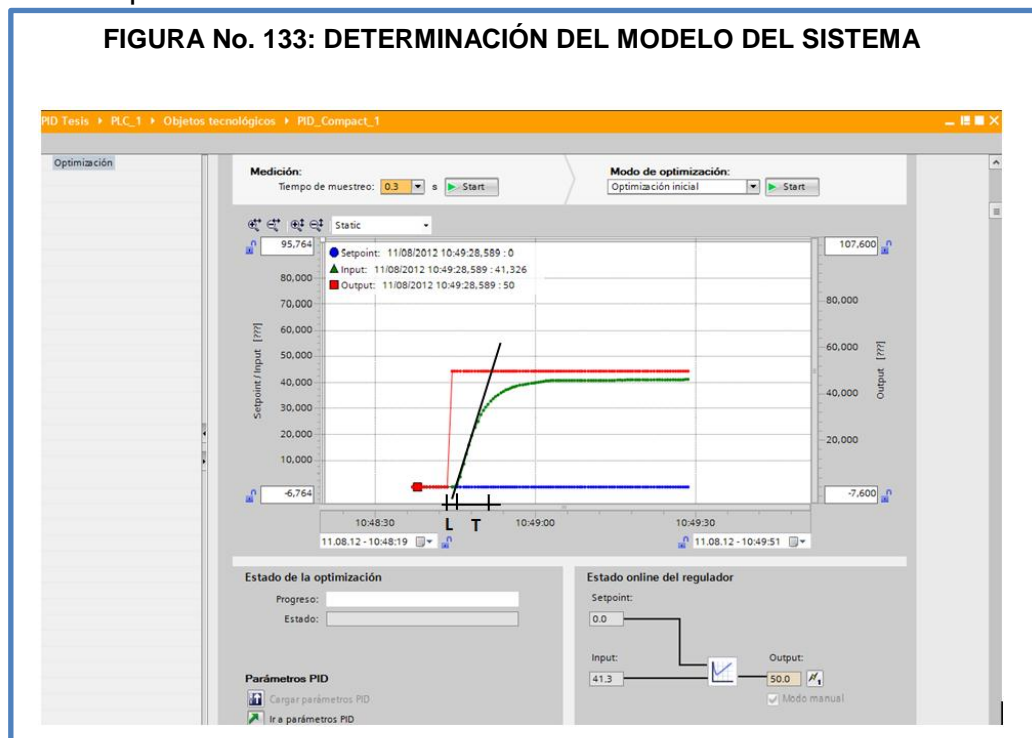 FIGURA No. 133: DETERMINACIÓN DEL MODELO DEL SISTEMA
PID Tesis PLC_1 Objetos tecnológicos PID_Compact_1
Optimización
Medición:
Tiempo de muestreo: 0.3 s Start
Modo de optimización:
Optimización inicial Start
Static
95,764
80,000
70,000
60,000
50,000
40,000
30,000
20,000
10,000
-6,764
Setpoint/Input [???]
Setpoint: 11/08/2012 10:49:28,589 : 0
Input: 11/08/2012 10:49:28,589 : 41,326
Output: 11/08/2012 10:49:28,589 : 50
107,600
80,000
60,000
40,000
20,000
-7,600
Output [???]
L T
10:48:30 10:49:00 10:49:30
11.08.12 - 10:48:19 11.08.12 - 10:49:51
Estado de la optimización
Progreso:
Estado:
Parámetros PID
Cargar parámetros PID
Ir a parámetros PID
Estado online del regulador
Setpoint:
0.0
Input:
41.3
Output:
50.0
Modo manual